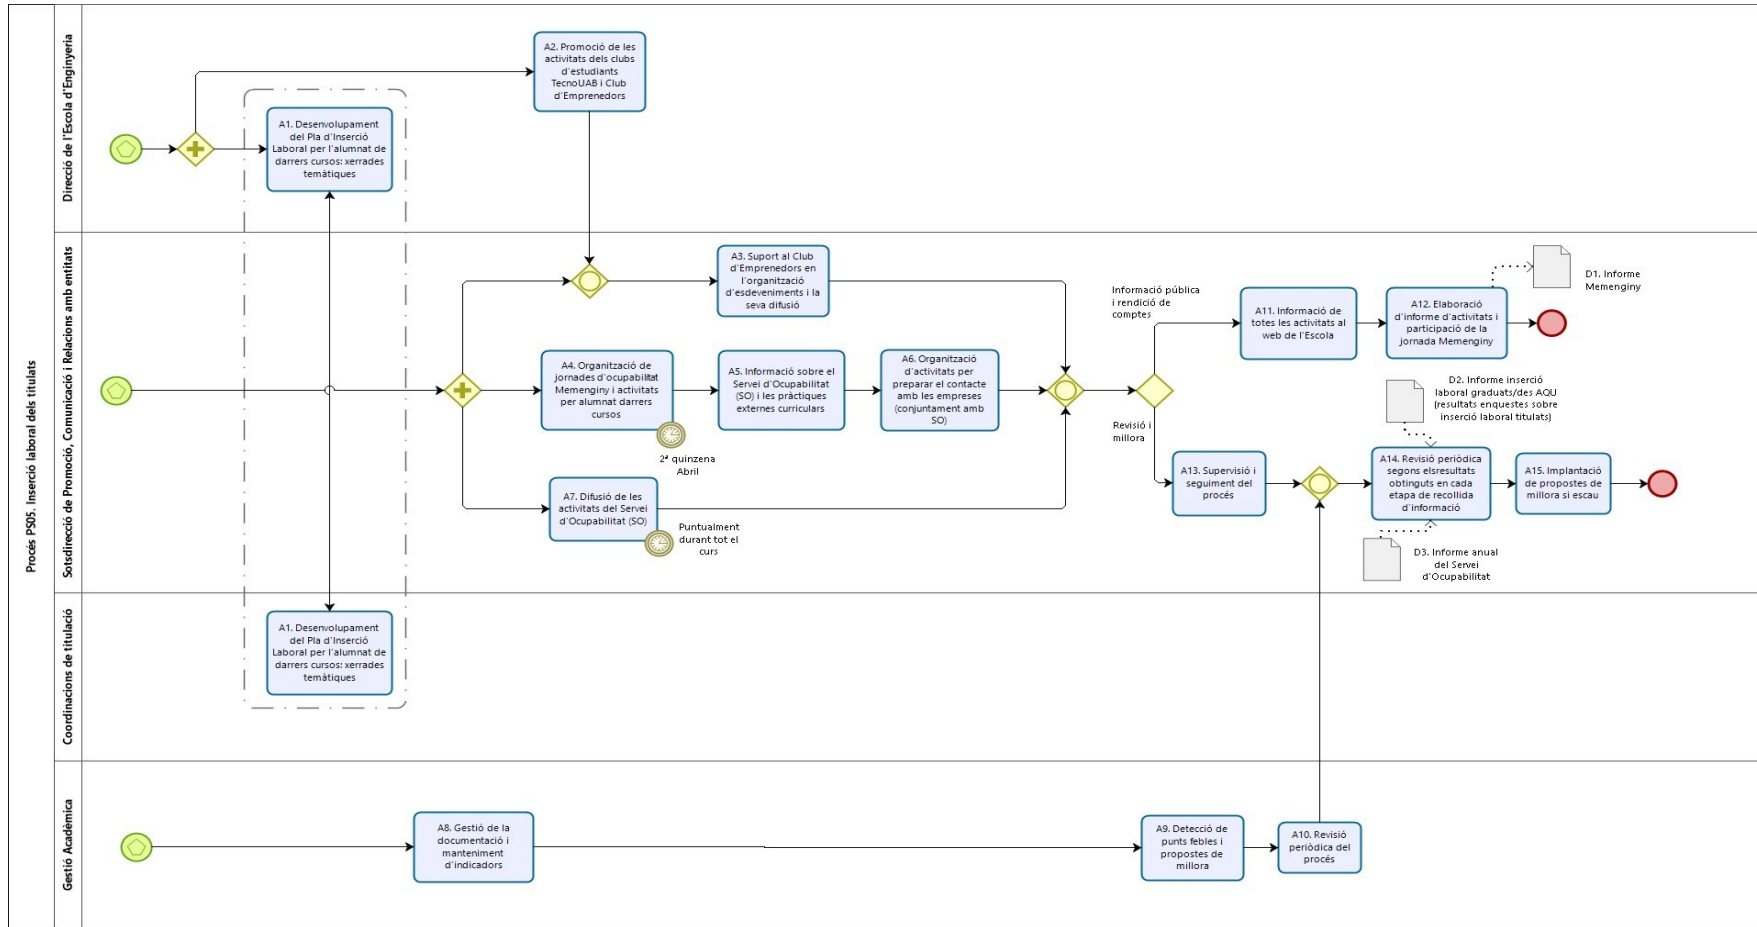 Procés PS05. Inserció laboral dels titulats
Direcció de l'Escola d'Enginyeria
A1. Desenvolupament
del Pla d'Inserció
Laboral per l'alumnat de
darrers cursos: xerrades
temàtiques
A2. Promoció de les
activitats dels clubs
d'estudiants
TecnoUAB i Club
d'Emprenedors
Sotsdirecció de Promoció, Comunicació i Relacions amb entitats
A3. Suport al Club
d'Emprenedors en
l'organització
d'esdeveniments i la
seva difusió
A4. Organització de
jornades d'ocupabilitat
Memenginy i activitats
per alumnat darrers
cursos
2ª quinzena
Abril
A5. Informació sobre el
Servei d'Ocupabilitat
(SO) i les pràctiques
externes curriculars
A6. Organització
d'activitats per
preparar el contacte
amb les empreses
(conjuntament amb
SO)
A7. Difusió de les
activitats del Servei
d'Ocupabilitat (SO)
Puntualment
durant tot el
curs
Informació pública
i rendició de
comptes
A11. Informació de
totes les activitats al
web de l'Escola
A12. Elaboració
d'informe d'activitats i
participació de la
jornada Memenginy
D1. Informe
Memenginy
Revisió i
millora
A13. Supervisió i
seguiment del
procés
D2. Informe inserció
laboral graduats/des AQU
(resultats enquestes sobre
inserció laboral titulats)
A14. Revisió periòdica
segons elsresultats
obtinguts en cada
etapa de recollida
d'informació
A15. Implantació
de propostes de
millora si escau
D3. Informe anual
del Servei
d'Ocupabilitat
Coordinacions de titulació
A1. Desenvolupament
del Pla d'Inserció
Laboral per l'alumnat de
darrers cursos: xerrades
temàtiques
Gestió Acadèmica
A8. Gestió de la
documentació i
manteniment
d'indicadors
A9. Detecció de
punts febles i
propostes de
millora
A10. Revisió
periòdica del
procés